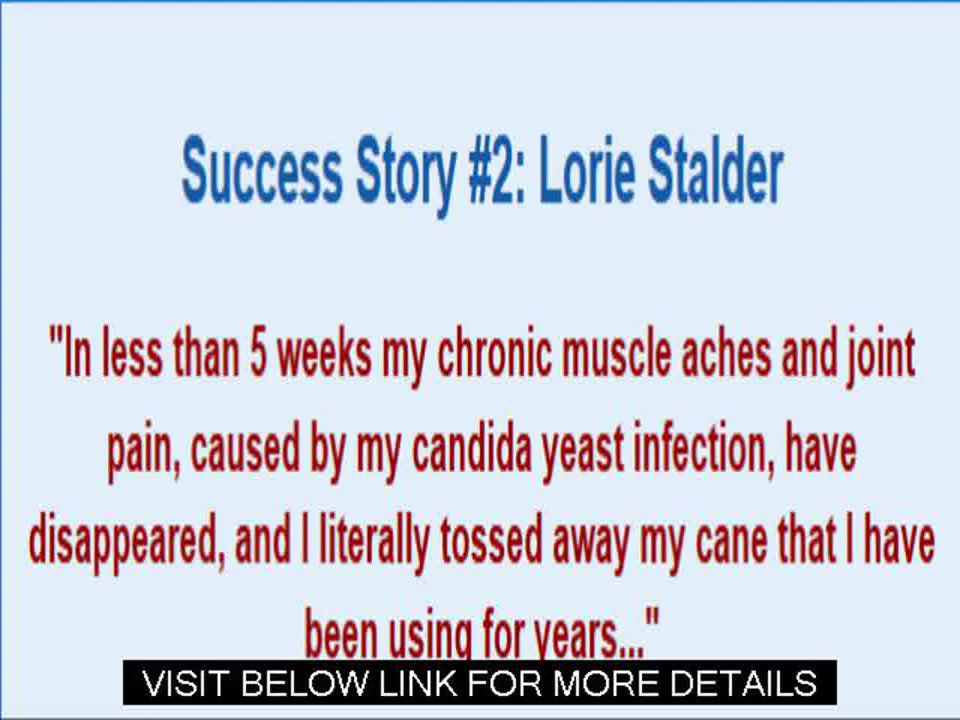 Success Story #2: Lorie Stalder
"In less than 5 weeks my chronic muscle aches and joint
pain, caused by my candida yeast infection, have
disappeared, and I literally tossed away my cane that I have
been using for years..."
VISIT BELOW LINK FOR MORE DETAILS